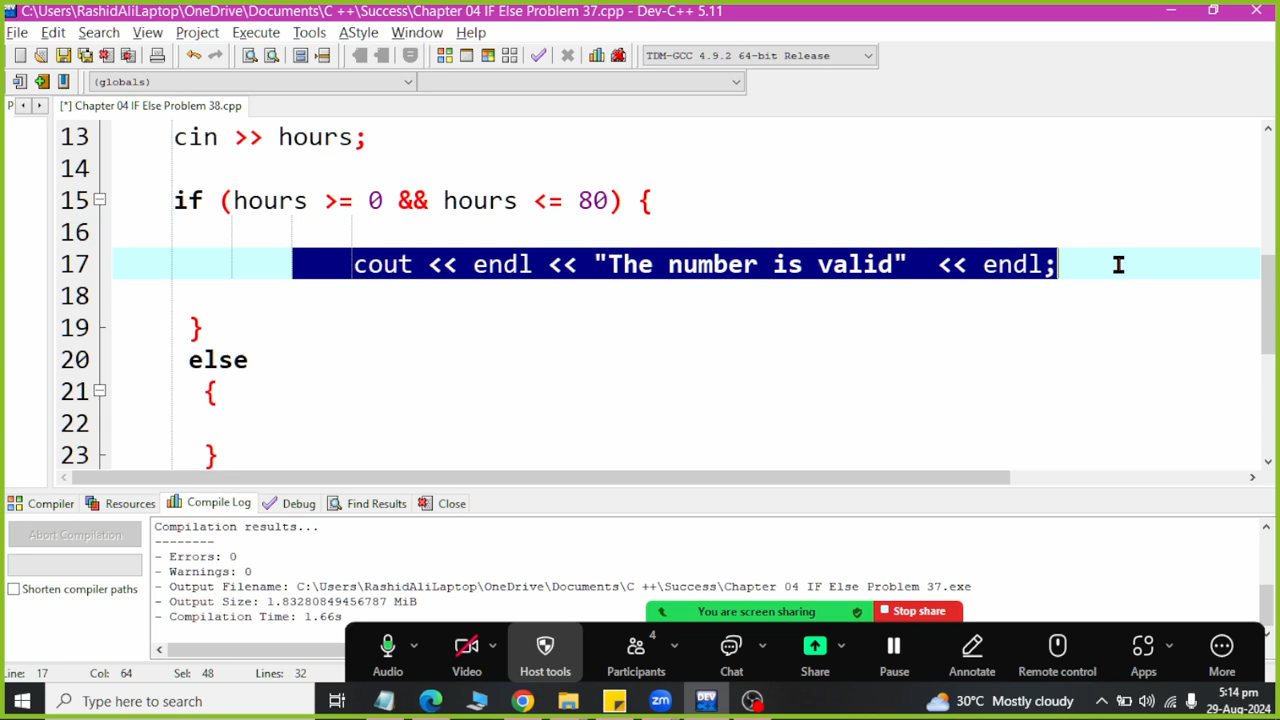 C:\Users\RashidAliLaptop\OneDrive\Documents\C ++\Success\Chapter 04 IF Else Problem 37.cpp - Dev-C++ 5.11
File Edit Search View Project Execute Tools AStyle Window Help
TDM-GCC 4.9.2 64-bit Release
(globals)
P [*] Chapter 04 IF Else Problem 38.cpp
13 cin >> hours;
14
15 if (hours >= 0 && hours <= 80) {
16
17 cout << endl << "The number is valid" << endl;
18
19 }
20 else
21 {
22
23 }
Compiler Resources Compile Log Debug Find Results Close
Abort Compilation
Shorten compiler paths
Compilation results...
--------
- Errors: 0
- Warnings: 0
- Output Filename: C:\Users\RashidAliLaptop\OneDrive\Documents\C ++\Success\Chapter 04 IF Else Problem 37.exe
- Output Size: 1.83280849456787 MiB
- Compilation Time: 1.66s
You are screen sharing Stop share
4
Audio Video Host tools Participants Chat Share Pause Annotate Remote control Apps More
Line: 17 Col: 64 Sel: 48 Lines: 32
Type here to search
zm
DEV
30°C Mostly cloudy
5:14 pm
29-Aug-2024